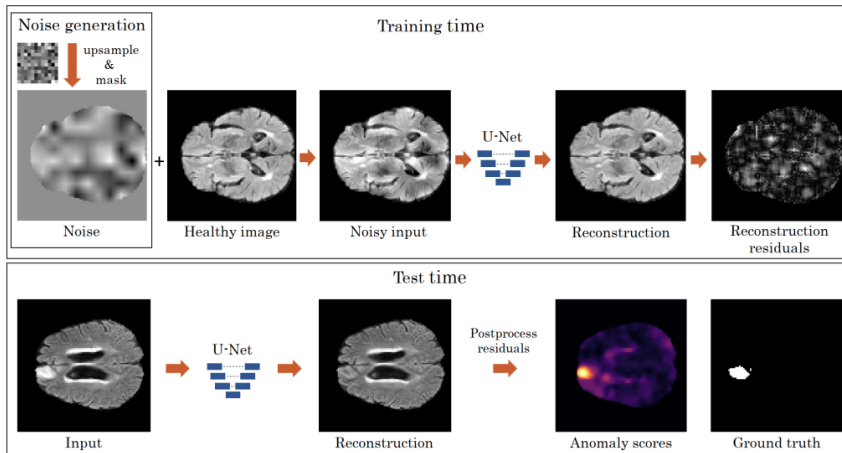 Noise generation
Training time
upsample
&
mask
+
U-Net
Noise
Healthy image
Noisy input
Reconstruction
Reconstruction
residuals
Test time
U-Net
Postprocess
residuals
Input
Reconstruction
Anomaly scores
Ground truth